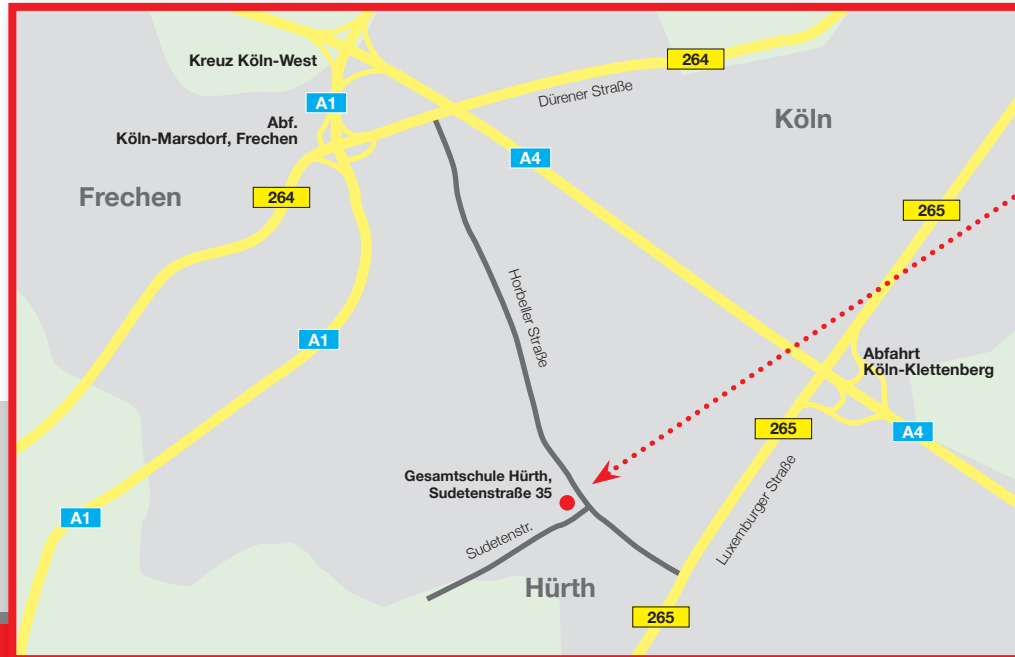 264
Kreuz Köln-West
Dürener Straße
A1
Köln
Abf.
Köln-Marsdorf, Frechen
A4
Frechen
264
265
Horbeller Straße
A1
Abfahrt
Köln-Klettenberg
265
A4
Gesamtschule Hürth,
Sudetenstraße 35
Luxemburger Straße
A1
Sudetenstr.
Hürth
265